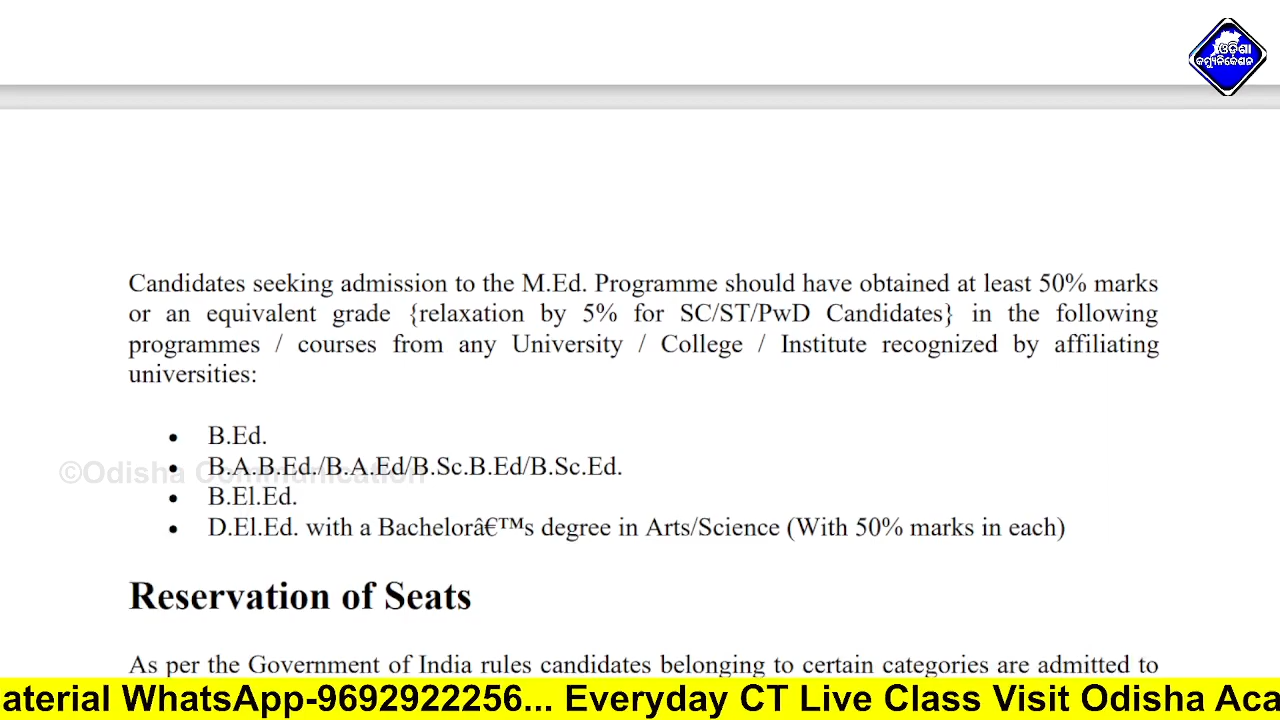 ଓଡ଼ିଶା
କମ୍ୟୁନିକେଶନ
Candidates seeking admission to the M.Ed. Programme should have obtained at least 50% marks
or an equivalent grade {relaxation by 5% for SC/ST/PwD Candidates} in the following
programmes / courses from any University / College / Institute recognized by affiliating
universities:
• B.Ed.
• B.A.B.Ed./B.A.Ed/B.Sc.B.Ed/B.Sc.Ed.
©Odisha Communication
• B.El.Ed.
• D.El.Ed. with a Bachelorâ€™s degree in Arts/Science (With 50% marks in each)
Reservation of Seats
As per the Government of India rules candidates belonging to certain categories are admitted to
aterial WhatsApp-9692922256... Everyday CT Live Class Visit Odisha Aca